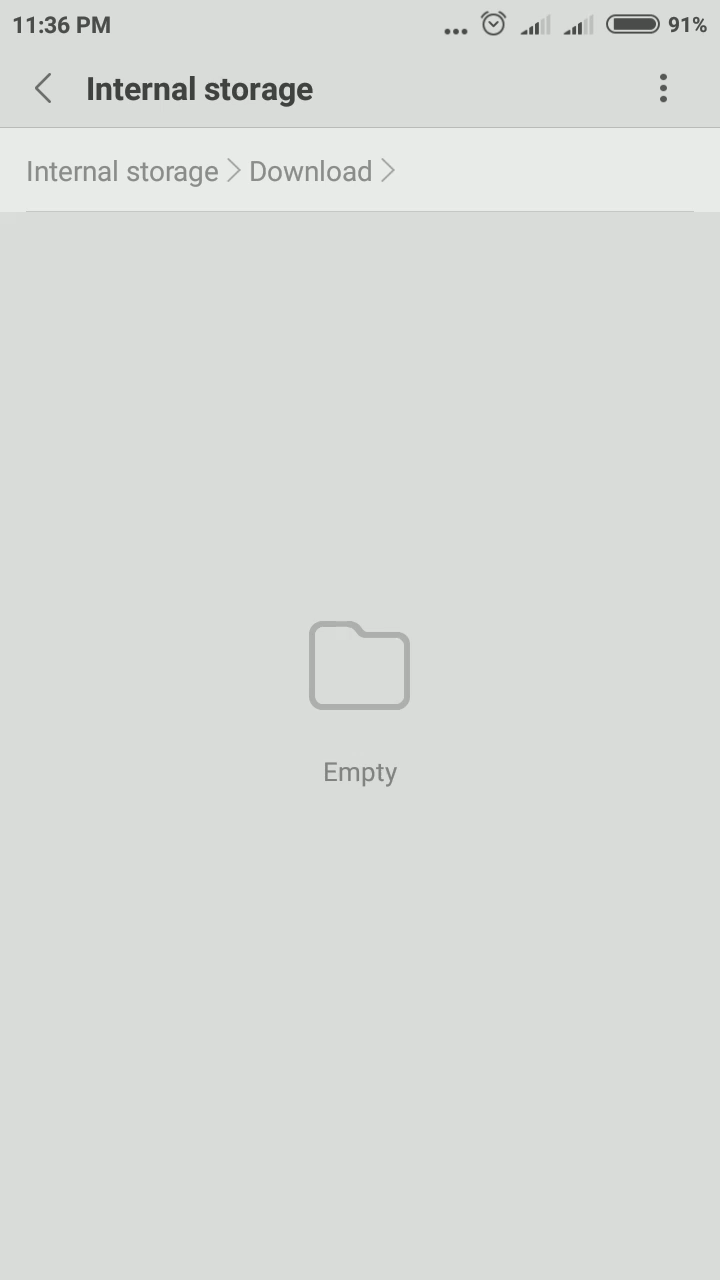 11:36 PM ... 91%
Internal storage
Internal storage > Download >
Empty